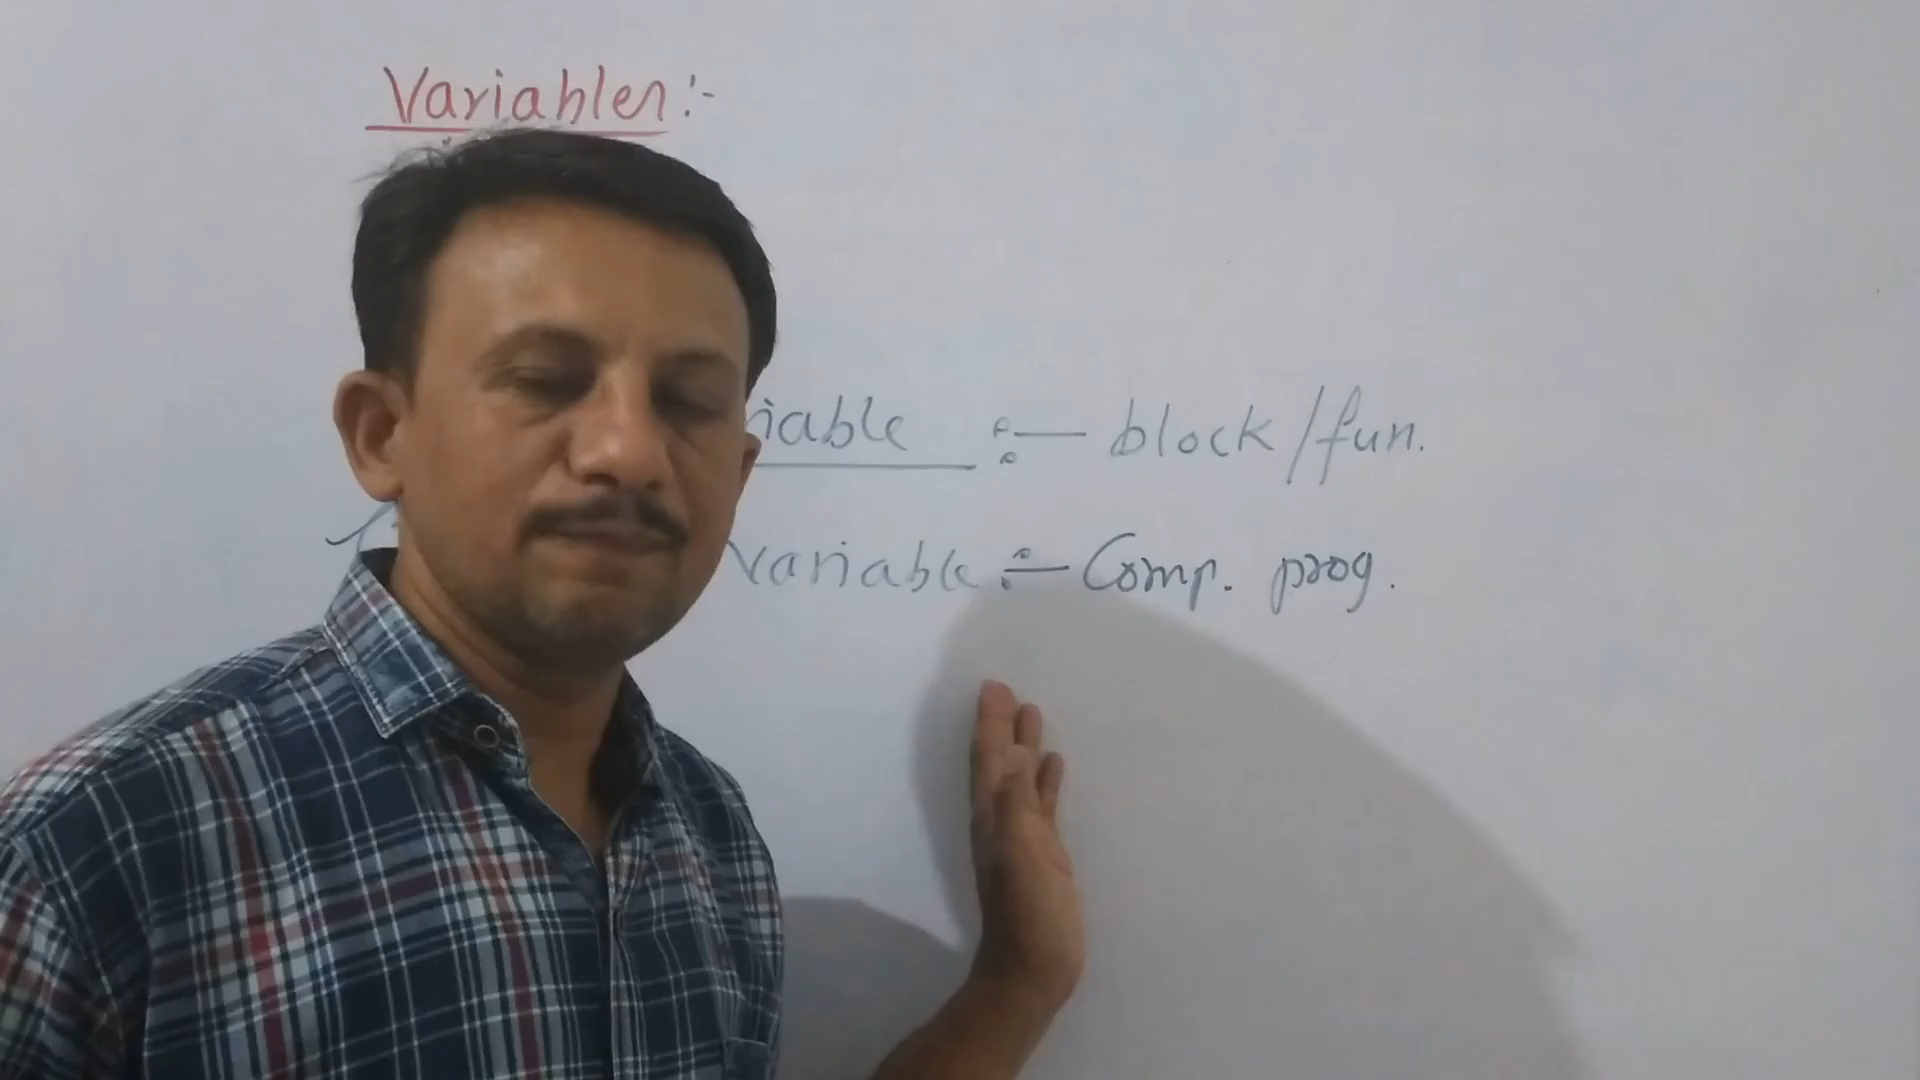 Variables :-
iable :- block / fun.
Variable :- Comp. prog.